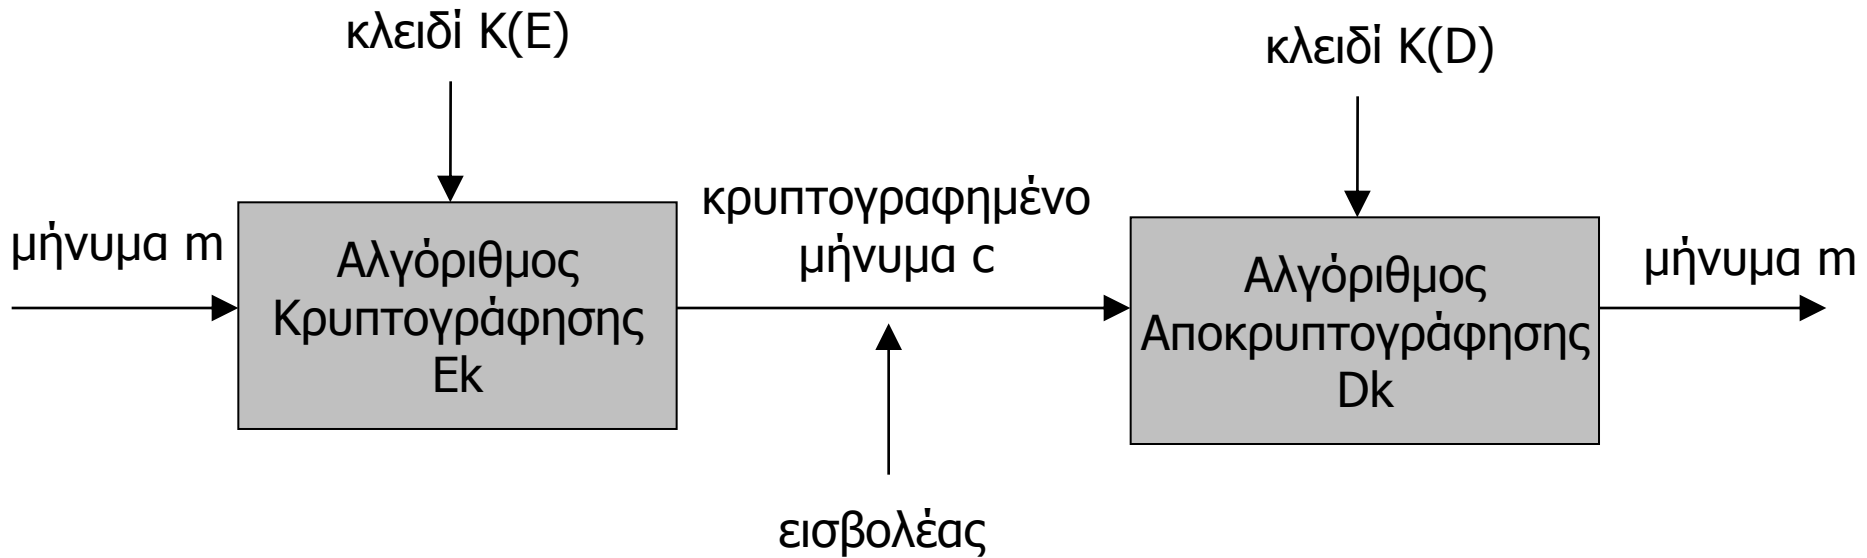 κλειδί K(E)
κλειδί K(D)
μήνυμα m
Αλγόριθμος
Κρυπτογράφησης
Ek
κρυπτογραφημένο
μήνυμα c
Αλγόριθμος
Αποκρυπτογράφησης
Dk
μήνυμα m
εισβολέας